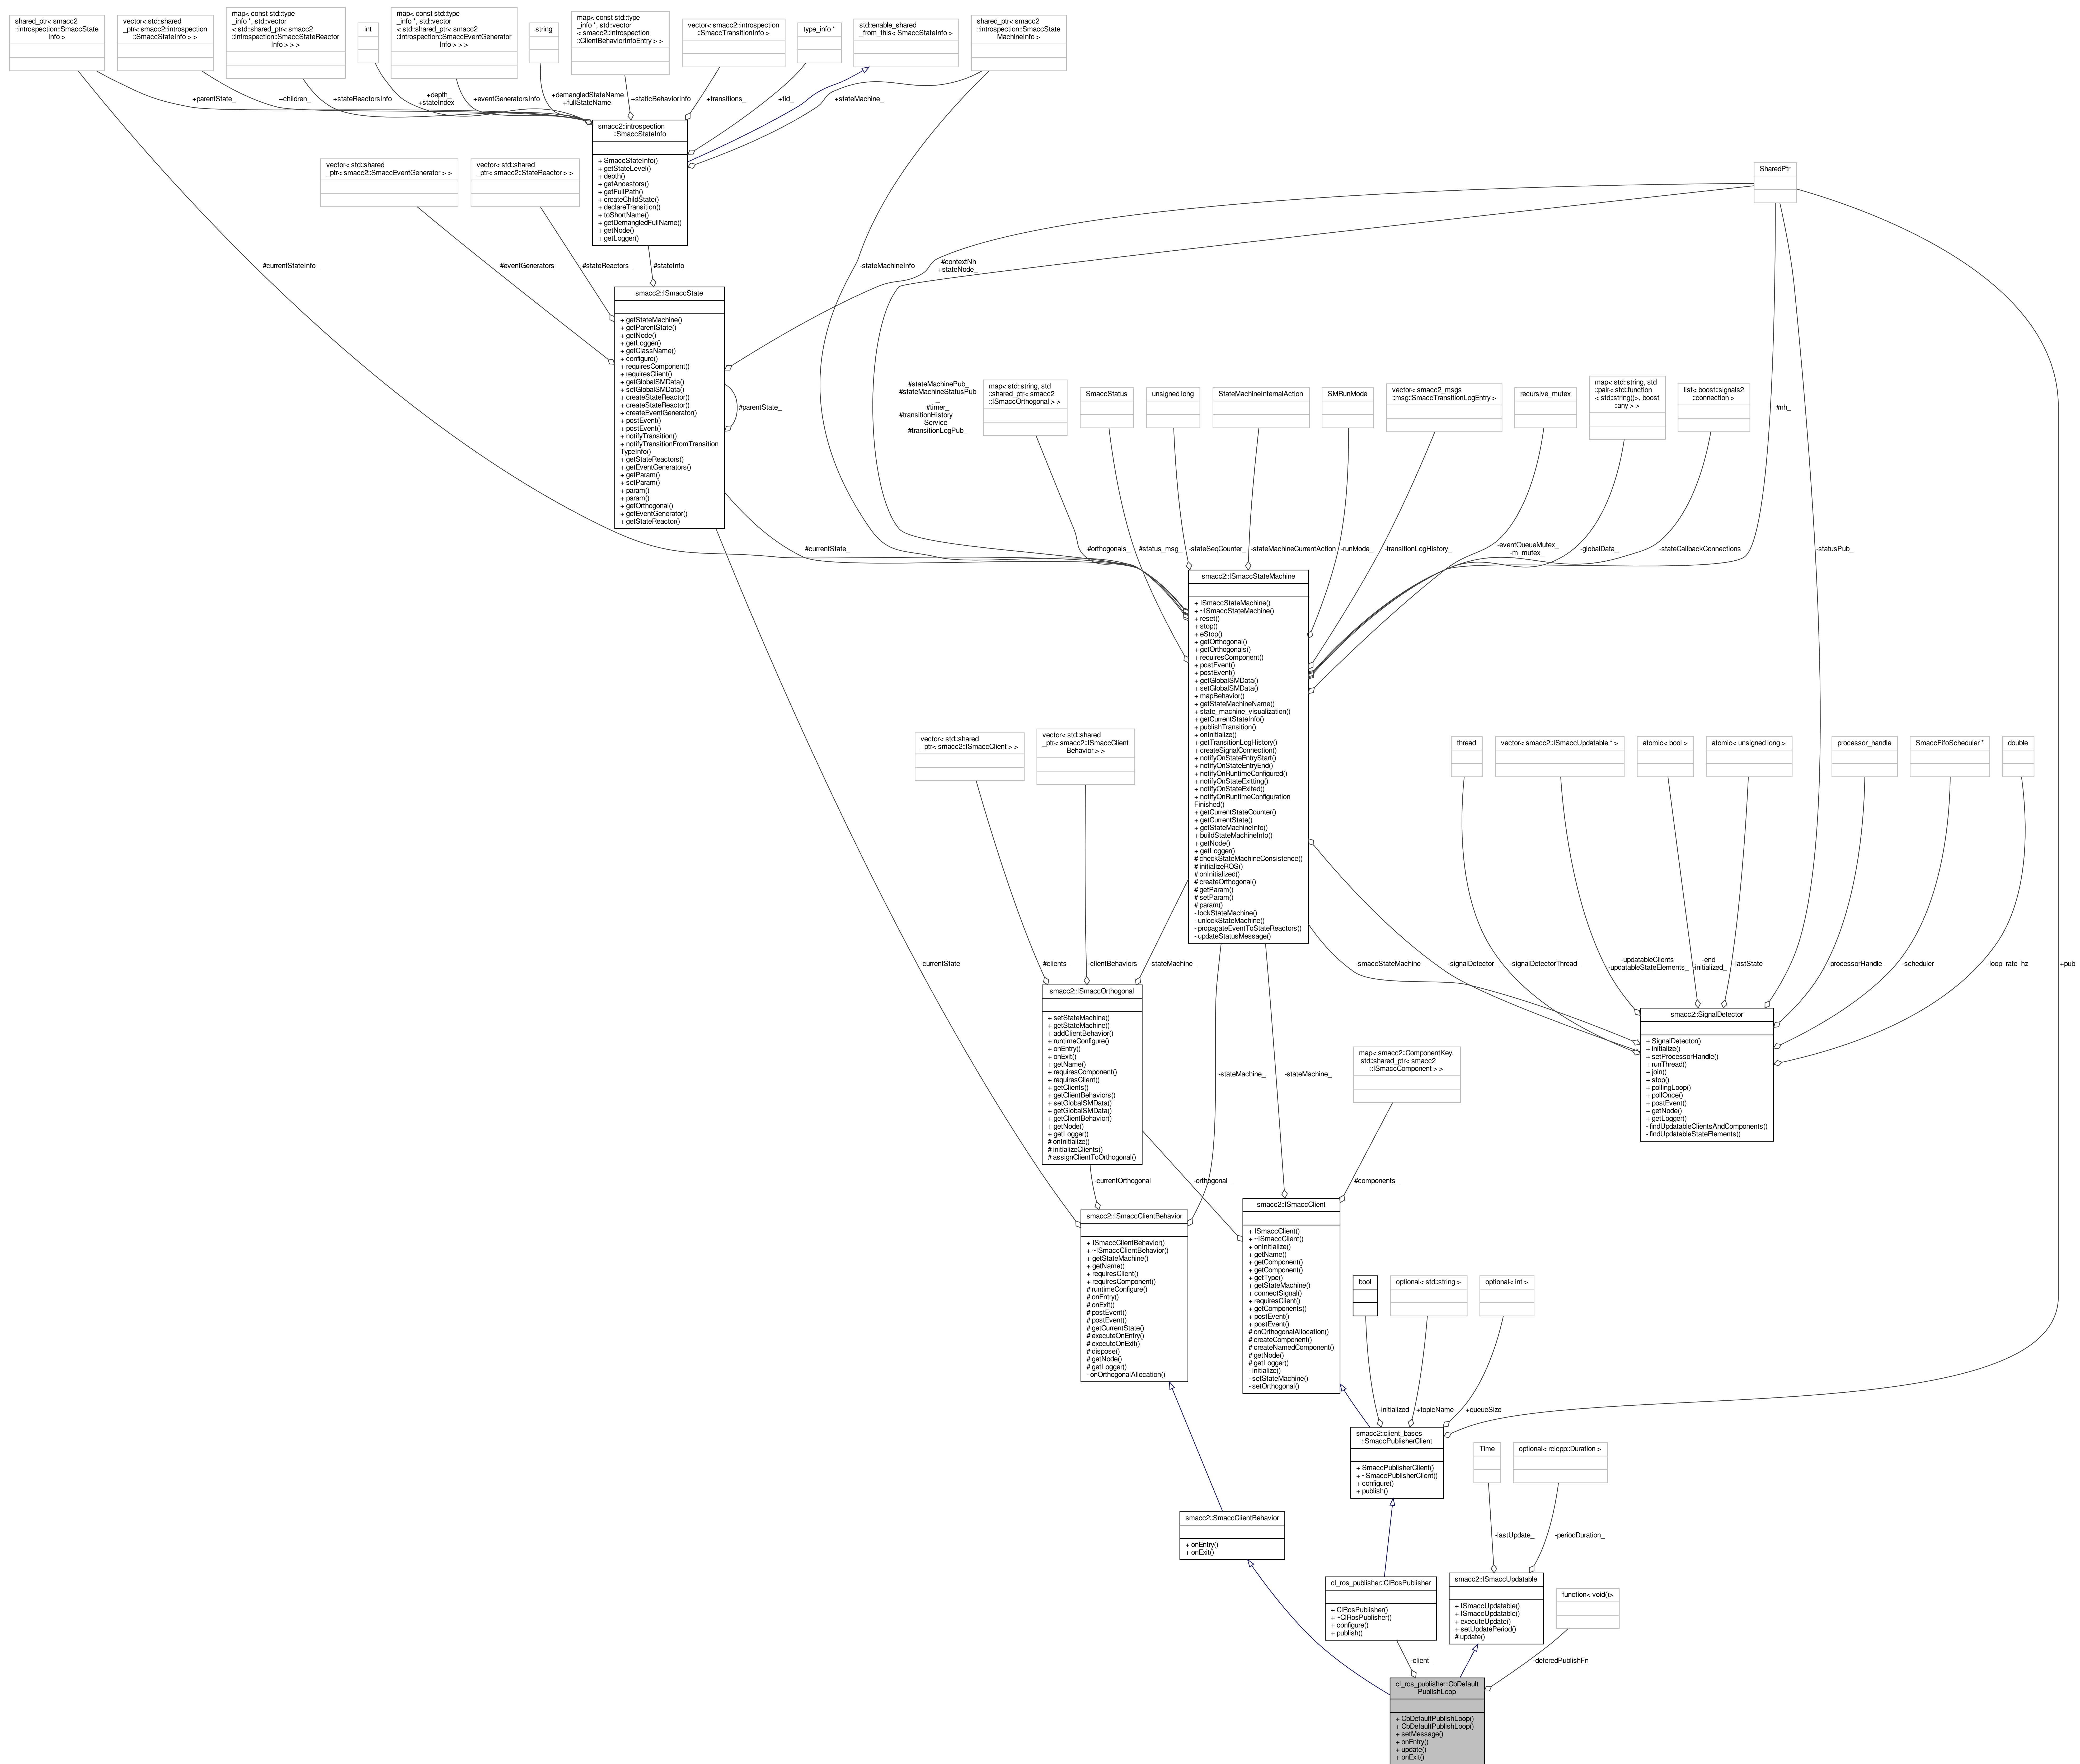 shared_ptr< smacc2
::introspection::SmaccState
Info >
vector< std::shared
_ptr< smacc2::introspection
::SmaccStateInfo > >
map< const std::type
_info *, std::vector
< std::shared_ptr< smacc2
::introspection::StateReactor
Info > > >
int
map< const std::type
_info *, std::vector
< std::shared_ptr< smacc2
::introspection::SmaccEventGenerator
Info > > >
string
map< const std::type
_info *, std::vector
< smacc2::introspection
::ClientBehaviorInfoEntry > >
vector< smacc2::introspection
::SmaccTransitionInfo >
type_info *
std::enable_shared
_from_this< SmaccStateInfo >
shared_ptr< smacc2
::introspection::SmaccState
MachineInfo >
+parentState_
+children_
+stateReactorsInfo
+depth_
+stateIndex_
+eventGeneratorsInfo
+demangledStateName
+fullStateName
+staticBehaviorInfo
+transitions_
+tid_
+stateMachine_
smacc2::introspection
::SmaccStateInfo
+ SmaccStateInfo()
+ getStateLevel()
+ depth()
+ getAncestors()
+ getFullPath()
+ createChildState()
+ declareTransition()
+ toShortName()
+ getDemangledFullName()
+ getNode()
+ getLogger()
vector< std::shared
_ptr< smacc2::SmaccEventGenerator > >
vector< std::shared
_ptr< smacc2::StateReactor > >
SharedPtr
#currentStateInfo_
#eventGenerators_
#stateReactors_
#stateInfo_
-stateMachineInfo_
#contextNh
+stateNode_
smacc2::ISmaccState
+ getStateMachine()
+ getParentState()
+ getNode()
+ getLogger()
+ getClassName()
+ configure()
+ requiresComponent()
+ requiresClient()
+ getGlobalSMData()
+ setGlobalSMData()
+ createStateReactor()
+ createStateReactor()
+ createEventGenerator()
+ postEvent()
+ postEvent()
+ notifyTransition()
+ notifyTransitionFromTransition
TypeInfo()
+ getStateReactors()
+ getEventGenerators()
+ getParam()
+ setParam()
+ param()
+ param()
+ getOrthogonal()
+ getEventGenerator()
+ getStateReactor()
#parentState_
#stateMachinePub_
#stateMachineStatusPub
_
#timer_
#transitionHistory
Service_
#transitionLogPub_
map< std::string, std
::shared_ptr< smacc2
::ISmaccOrthogonal > >
SmaccStatus
unsigned long
StateMachineInternalAction
SMRunMode
vector< smacc2_msgs
::msg::SmaccTransitionLogEntry >
recursive_mutex
map< std::string, std
::pair< std::function
< std::string()>, boost
::any > >
list< boost::signals2
::connection >
#nh_
#currentState_
#orthogonals_
#status_msg_
-stateSeqCounter_
-stateMachineCurrentAction
-runMode_
-transitionLogHistory_
-eventQueueMutex_
-m_mutex_
-globalData_
-stateCallbackConnections
-statusPub_
smacc2::ISmaccStateMachine
+ ISmaccStateMachine()
+ ~ISmaccStateMachine()
+ reset()
+ stop()
+ eStop()
+ getOrthogonal()
+ getOrthogonals()
+ requiresComponent()
+ postEvent()
+ postEvent()
+ getGlobalSMData()
+ setGlobalSMData()
+ mapBehavior()
+ getStateMachineName()
+ state_machine_visualization()
+ getCurrentStateInfo()
+ publishTransition()
+ onInitialize()
+ getTransitionLogHistory()
+ createSignalConnection()
+ notifyOnStateEntryStart()
+ notifyOnStateEntryEnd()
+ notifyOnRuntimeConfigured()
+ notifyOnStateExitting()
+ notifyOnStateExited()
+ notifyOnRuntimeConfiguration
Finished()
+ getCurrentStateCounter()
+ getCurrentState()
+ getStateMachineInfo()
+ buildStateMachineInfo()
+ getNode()
+ getLogger()
# checkStateMachineConsistence()
# initializeROS()
# onInitialized()
# createOrthogonal()
# getParam()
# setParam()
# param()
- lockStateMachine()
- unlockStateMachine()
- propagateEventToStateReactors()
- updateStatusMessage()
vector< std::shared
_ptr< smacc2::ISmaccClient > >
vector< std::shared
_ptr< smacc2::ISmaccClient
Behavior > >
thread
vector< smacc2::ISmaccUpdatable * >
atomic< bool >
atomic< unsigned long >
processor_handle
SmaccFifoScheduler *
double
-currentState
#clients_
-clientBehaviors_
-stateMachine_
-smaccStateMachine_
-signalDetector_
-signalDetectorThread_
-updatableClients_
-updatableStateElements_
-end_
-initialized_
-lastState_
-processorHandle_
-scheduler_
-loop_rate_hz
+pub_
smacc2::ISmaccOrthogonal
+ setStateMachine()
+ getStateMachine()
+ addClientBehavior()
+ runtimeConfigure()
+ onEntry()
+ onExit()
+ getName()
+ requiresComponent()
+ requiresClient()
+ getClients()
+ getClientBehaviors()
+ setGlobalSMData()
+ getGlobalSMData()
+ getClientBehavior()
+ getNode()
+ getLogger()
# onInitialize()
# initializeClients()
# assignClientToOrthogonal()
smacc2::SignalDetector
+ SignalDetector()
+ initialize()
+ setProcessorHandle()
+ runThread()
+ join()
+ stop()
+ pollingLoop()
+ pollOnce()
+ postEvent()
+ getNode()
+ getLogger()
- findUpdatableClientsAndComponents()
- findUpdatableStateElements()
-stateMachine_
-stateMachine_
map< smacc2::ComponentKey,
std::shared_ptr< smacc2
::ISmaccComponent > >
-currentOrthogonal
-orthogonal_
#components_
smacc2::ISmaccClientBehavior
+ ISmaccClientBehavior()
+ ~ISmaccClientBehavior()
+ getStateMachine()
+ getName()
+ requiresClient()
+ requiresComponent()
# runtimeConfigure()
# onEntry()
# onExit()
# postEvent()
# postEvent()
# getCurrentState()
# executeOnEntry()
# executeOnExit()
# dispose()
# getNode()
# getLogger()
- onOrthogonalAllocation()
smacc2::ISmaccClient
+ ISmaccClient()
+ ~ISmaccClient()
+ onInitialize()
+ getName()
+ getComponent()
+ getComponent()
+ getType()
+ getStateMachine()
+ connectSignal()
+ requiresClient()
+ getComponents()
+ postEvent()
+ postEvent()
# onOrthogonalAllocation()
# createComponent()
# createNamedComponent()
# getNode()
# getLogger()
- initialize()
- setStateMachine()
- setOrthogonal()
bool
optional< std::string >
optional< int >
-initialized_
+topicName
+queueSize
smacc2::client_bases
::SmaccPublisherClient
+ SmaccPublisherClient()
+ ~SmaccPublisherClient()
+ configure()
+ publish()
Time
optional< rclcpp::Duration >
smacc2::SmaccClientBehavior
+ onEntry()
+ onExit()
-lastUpdate_
-periodDuration_
cl_ros_publisher::ClRosPublisher
+ ClRosPublisher()
+ ~ClRosPublisher()
+ configure()
+ publish()
smacc2::ISmaccUpdatable
+ ISmaccUpdatable()
+ ISmaccUpdatable()
+ executeUpdate()
+ setUpdatePeriod()
# update()
function< void()>
-client_
-deferedPublishFn
cl_ros_publisher::CbDefault
PublishLoop
+ CbDefaultPublishLoop()
+ CbDefaultPublishLoop()
+ setMessage()
+ onEntry()
+ update()
+ onExit()